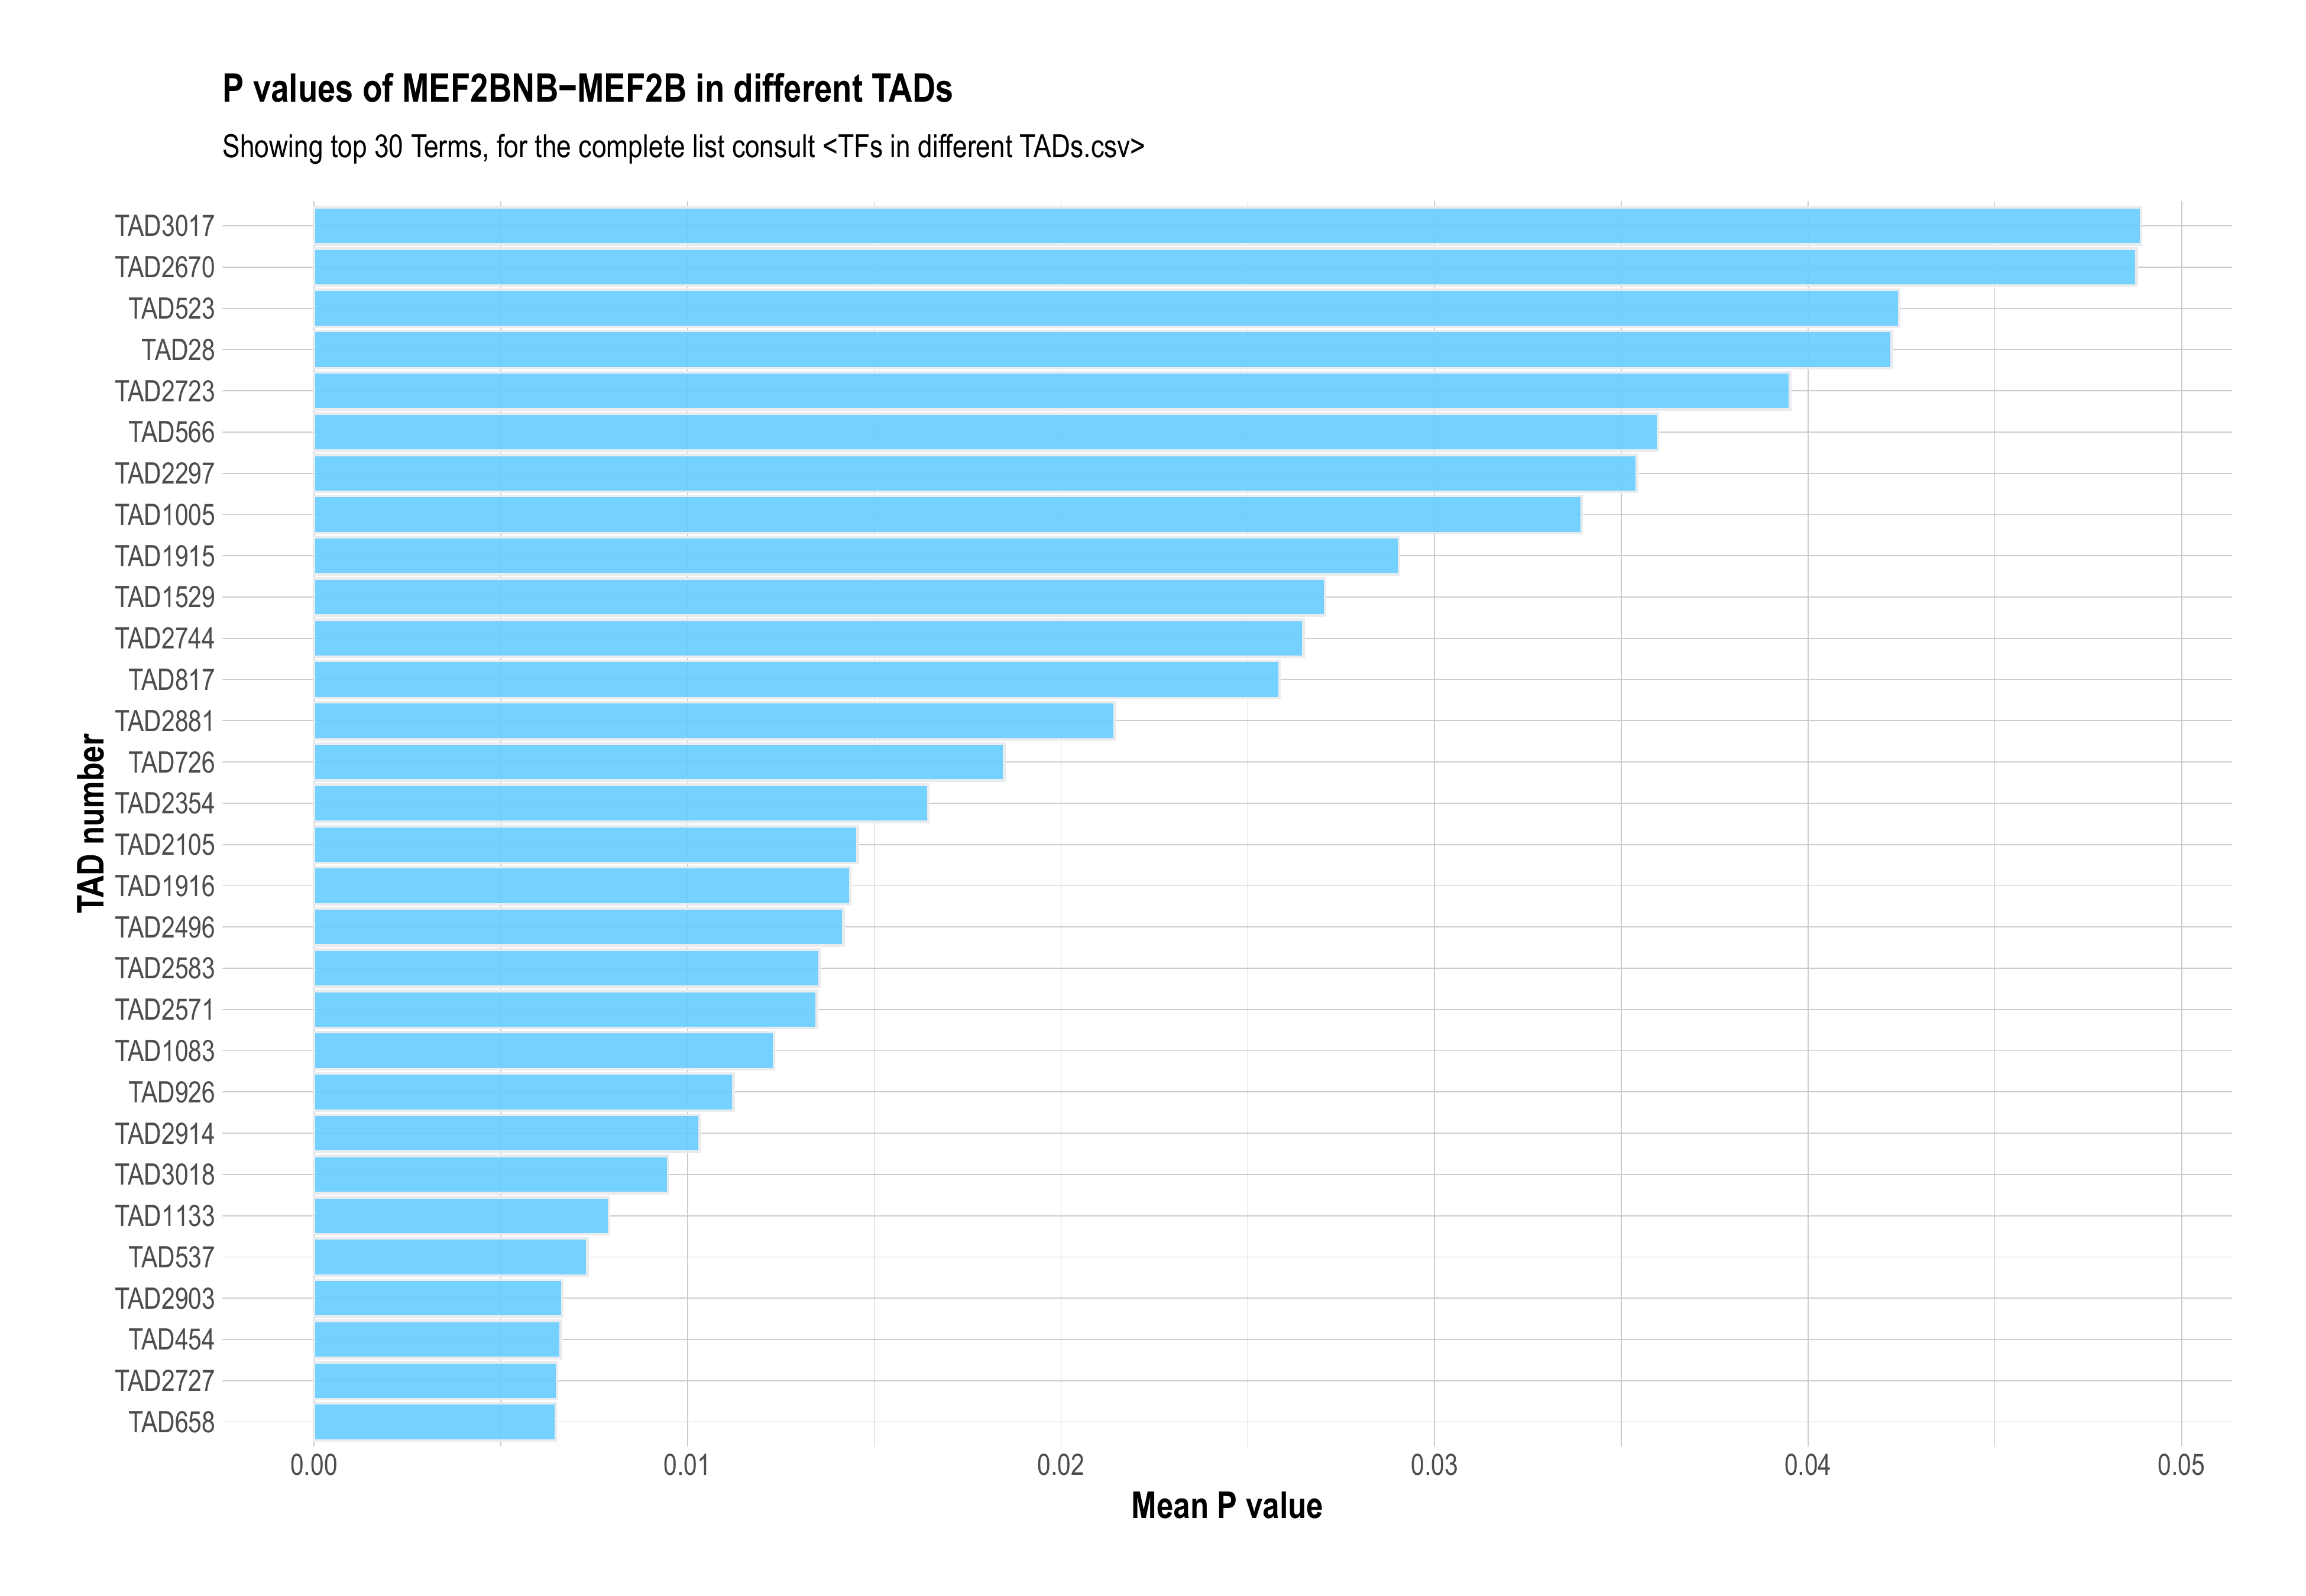 P values of MEF2BNB−MEF2B in different TADs
Showing top 30 Terms, for the complete list consult <TFs in different TADs.csv>
TAD number
TAD3017
TAD2670
TAD523
TAD28
TAD2723
TAD566
TAD2297
TAD1005
TAD1915
TAD1529
TAD2744
TAD817
TAD2881
TAD726
TAD2354
TAD2105
TAD1916
TAD2496
TAD2583
TAD2571
TAD1083
TAD926
TAD2914
TAD3018
TAD1133
TAD537
TAD2903
TAD454
TAD2727
TAD658
0.00 0.01 0.02 0.03 0.04 0.05
Mean P value